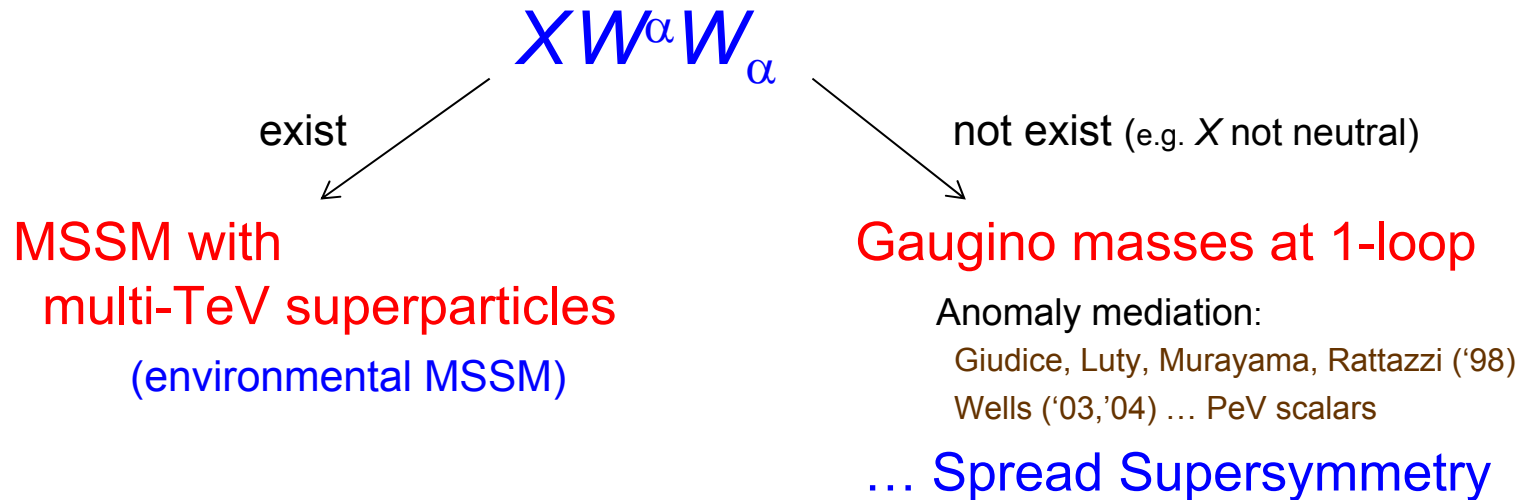 XWᵅWα
exist
not exist (e.g. X not neutral)
MSSM with
multi-TeV superparticles
(environmental MSSM)
Gaugino masses at 1-loop
Anomaly mediation:
Giudice, Luty, Murayama, Rattazzi (‘98)
Wells (‘03,’04) … PeV scalars
… Spread Supersymmetry